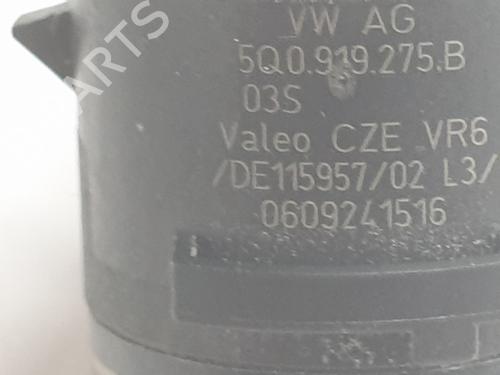 VW AG
5Q0.919.275.B
03S
Valeo CZE VR6
/DE115957/02 L3/
0609241516